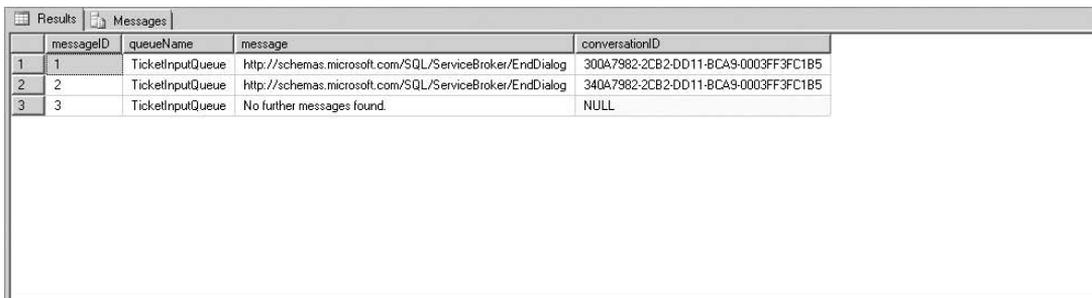 Results Messages
messageID queueName message conversationID
1 1 TicketInputQueue http://schemas.microsoft.com/SQL/ServiceBroker/EndDialog 300A7982-2CB2-DD11-BCA9-0003FF3FC1B5
2 2 TicketInputQueue http://schemas.microsoft.com/SQL/ServiceBroker/EndDialog 340A7982-2CB2-DD11-BCA9-0003FF3FC1B5
3 3 TicketInputQueue No further messages found. NULL